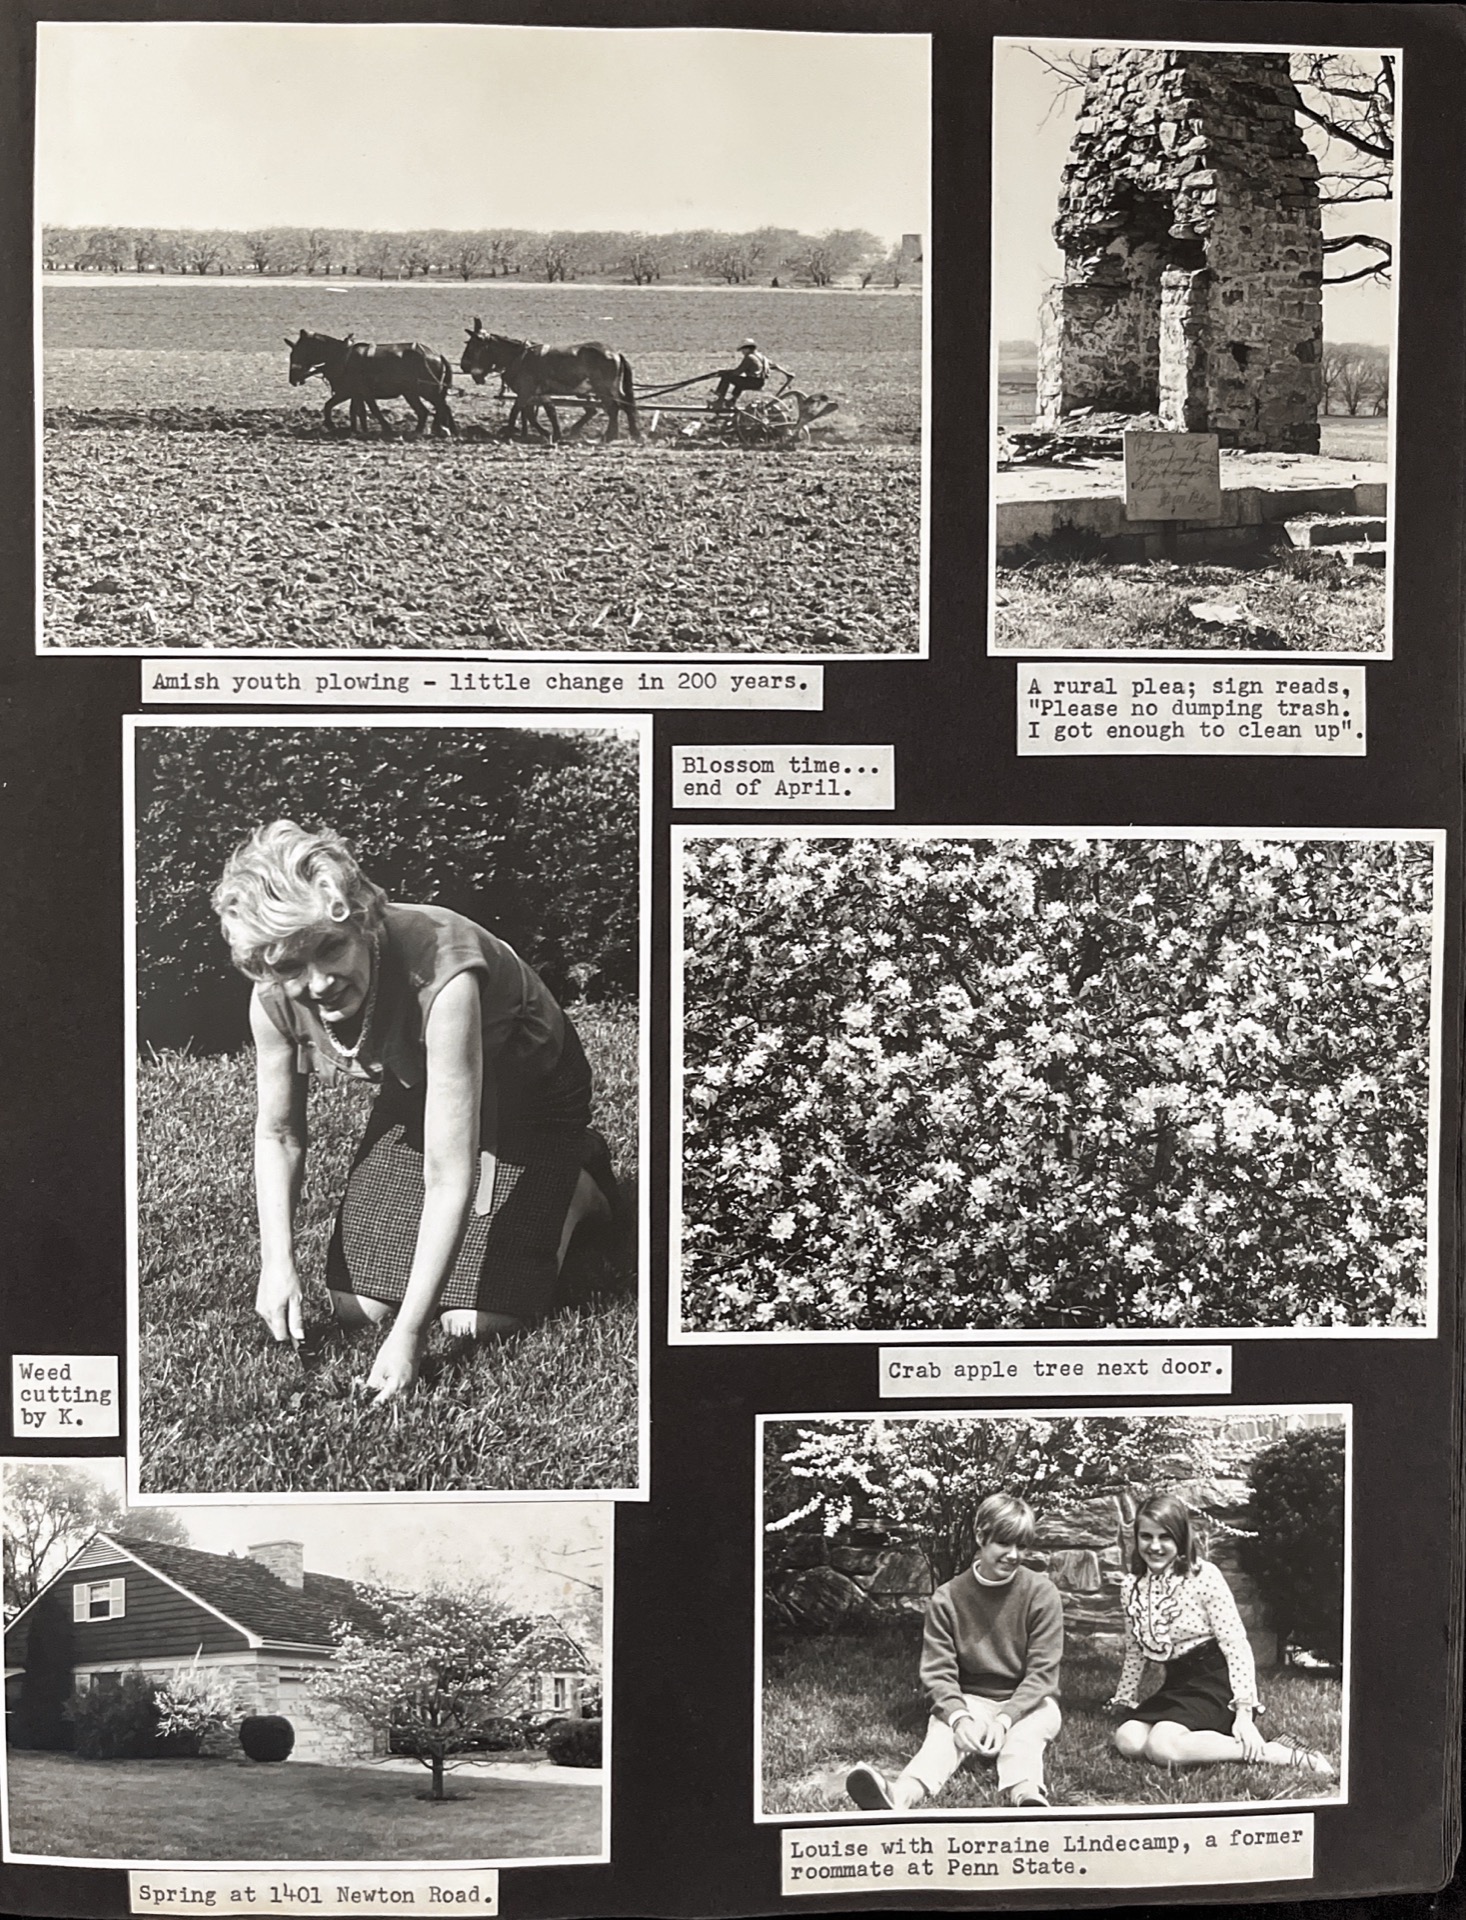 Amish youth plowing - little change in 200 years.
A rural plea; sign reads,
"Please no dumping trash.
I got enough to clean up".
Blossom time...
end of April.
Weed
cutting
by K.
Crab apple tree next door.
Louise with Lorraine Lindecamp, a former
roommate at Penn State.
Spring at 1401 Newton Road.